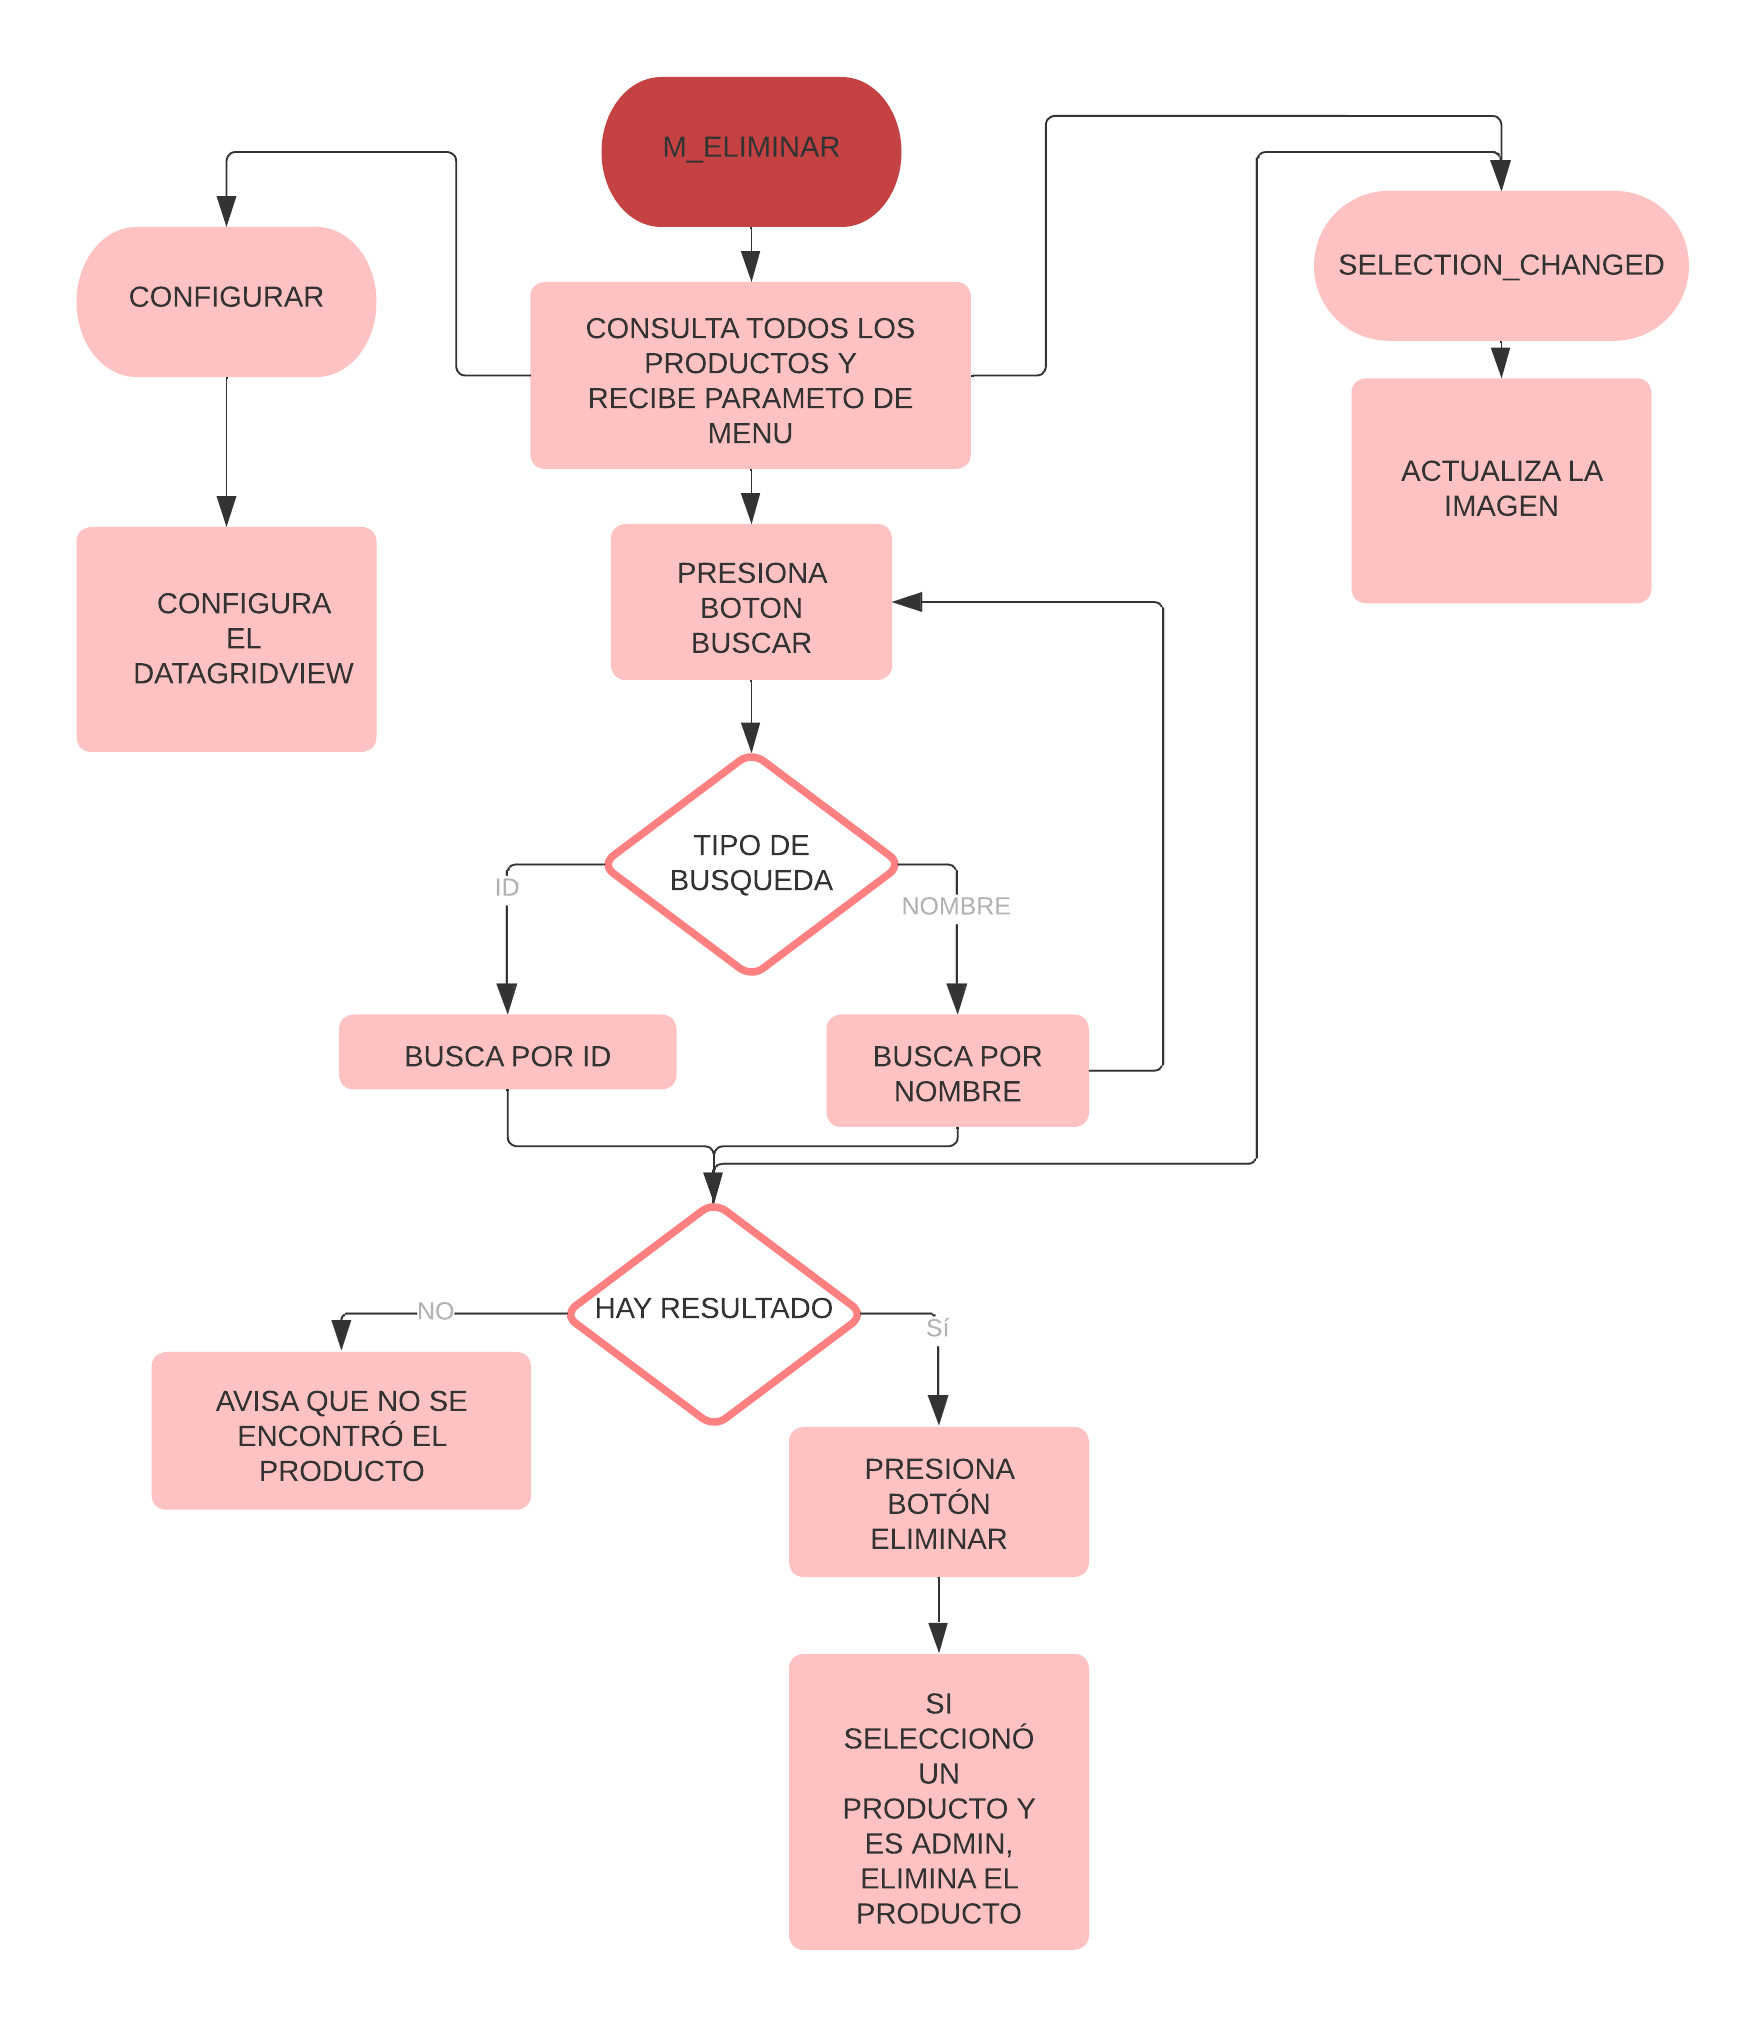 M_ELIMINAR
CONFIGURAR
SELECTION_CHANGED
CONSULTA TODOS LOS
PRODUCTOS Y
RECIBE PARAMETO DE
MENU
ACTUALIZA LA
IMAGEN
CONFIGURA
EL
DATAGRIDVIEW
PRESIONA
BOTON
BUSCAR
TIPO DE
BUSQUEDA
ID
NOMBRE
BUSCA POR ID
BUSCA POR
NOMBRE
HAY RESULTADO
NO
Sí
AVISA QUE NO SE
ENCONTRÓ EL
PRODUCTO
PRESIONA
BOTÓN
ELIMINAR
SI
SELECCIONÓ
UN
PRODUCTO Y
ES ADMIN,
ELIMINA EL
PRODUCTO